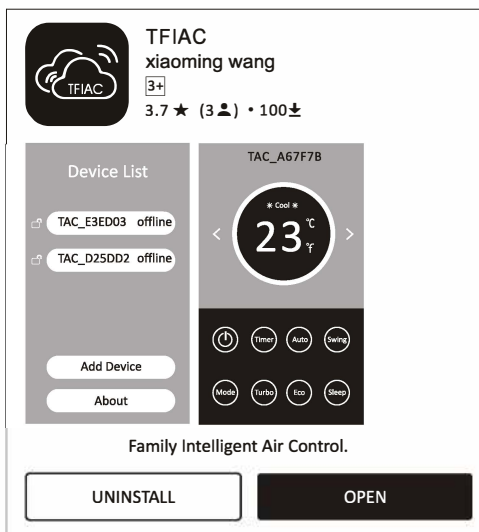 TFIAC
TFIAC
xiaoming wang
3+
3.7 ★ (3) • 100
Device List
TAC_E3ED03 offline
TAC_D25DD2 offline
Add Device
About
TAC_A67F7B
* Cool *
23 °C
°F
Timer Auto Swing
Mode Turbo Eco Sleep
Family Intelligent Air Control.
UNINSTALL
OPEN